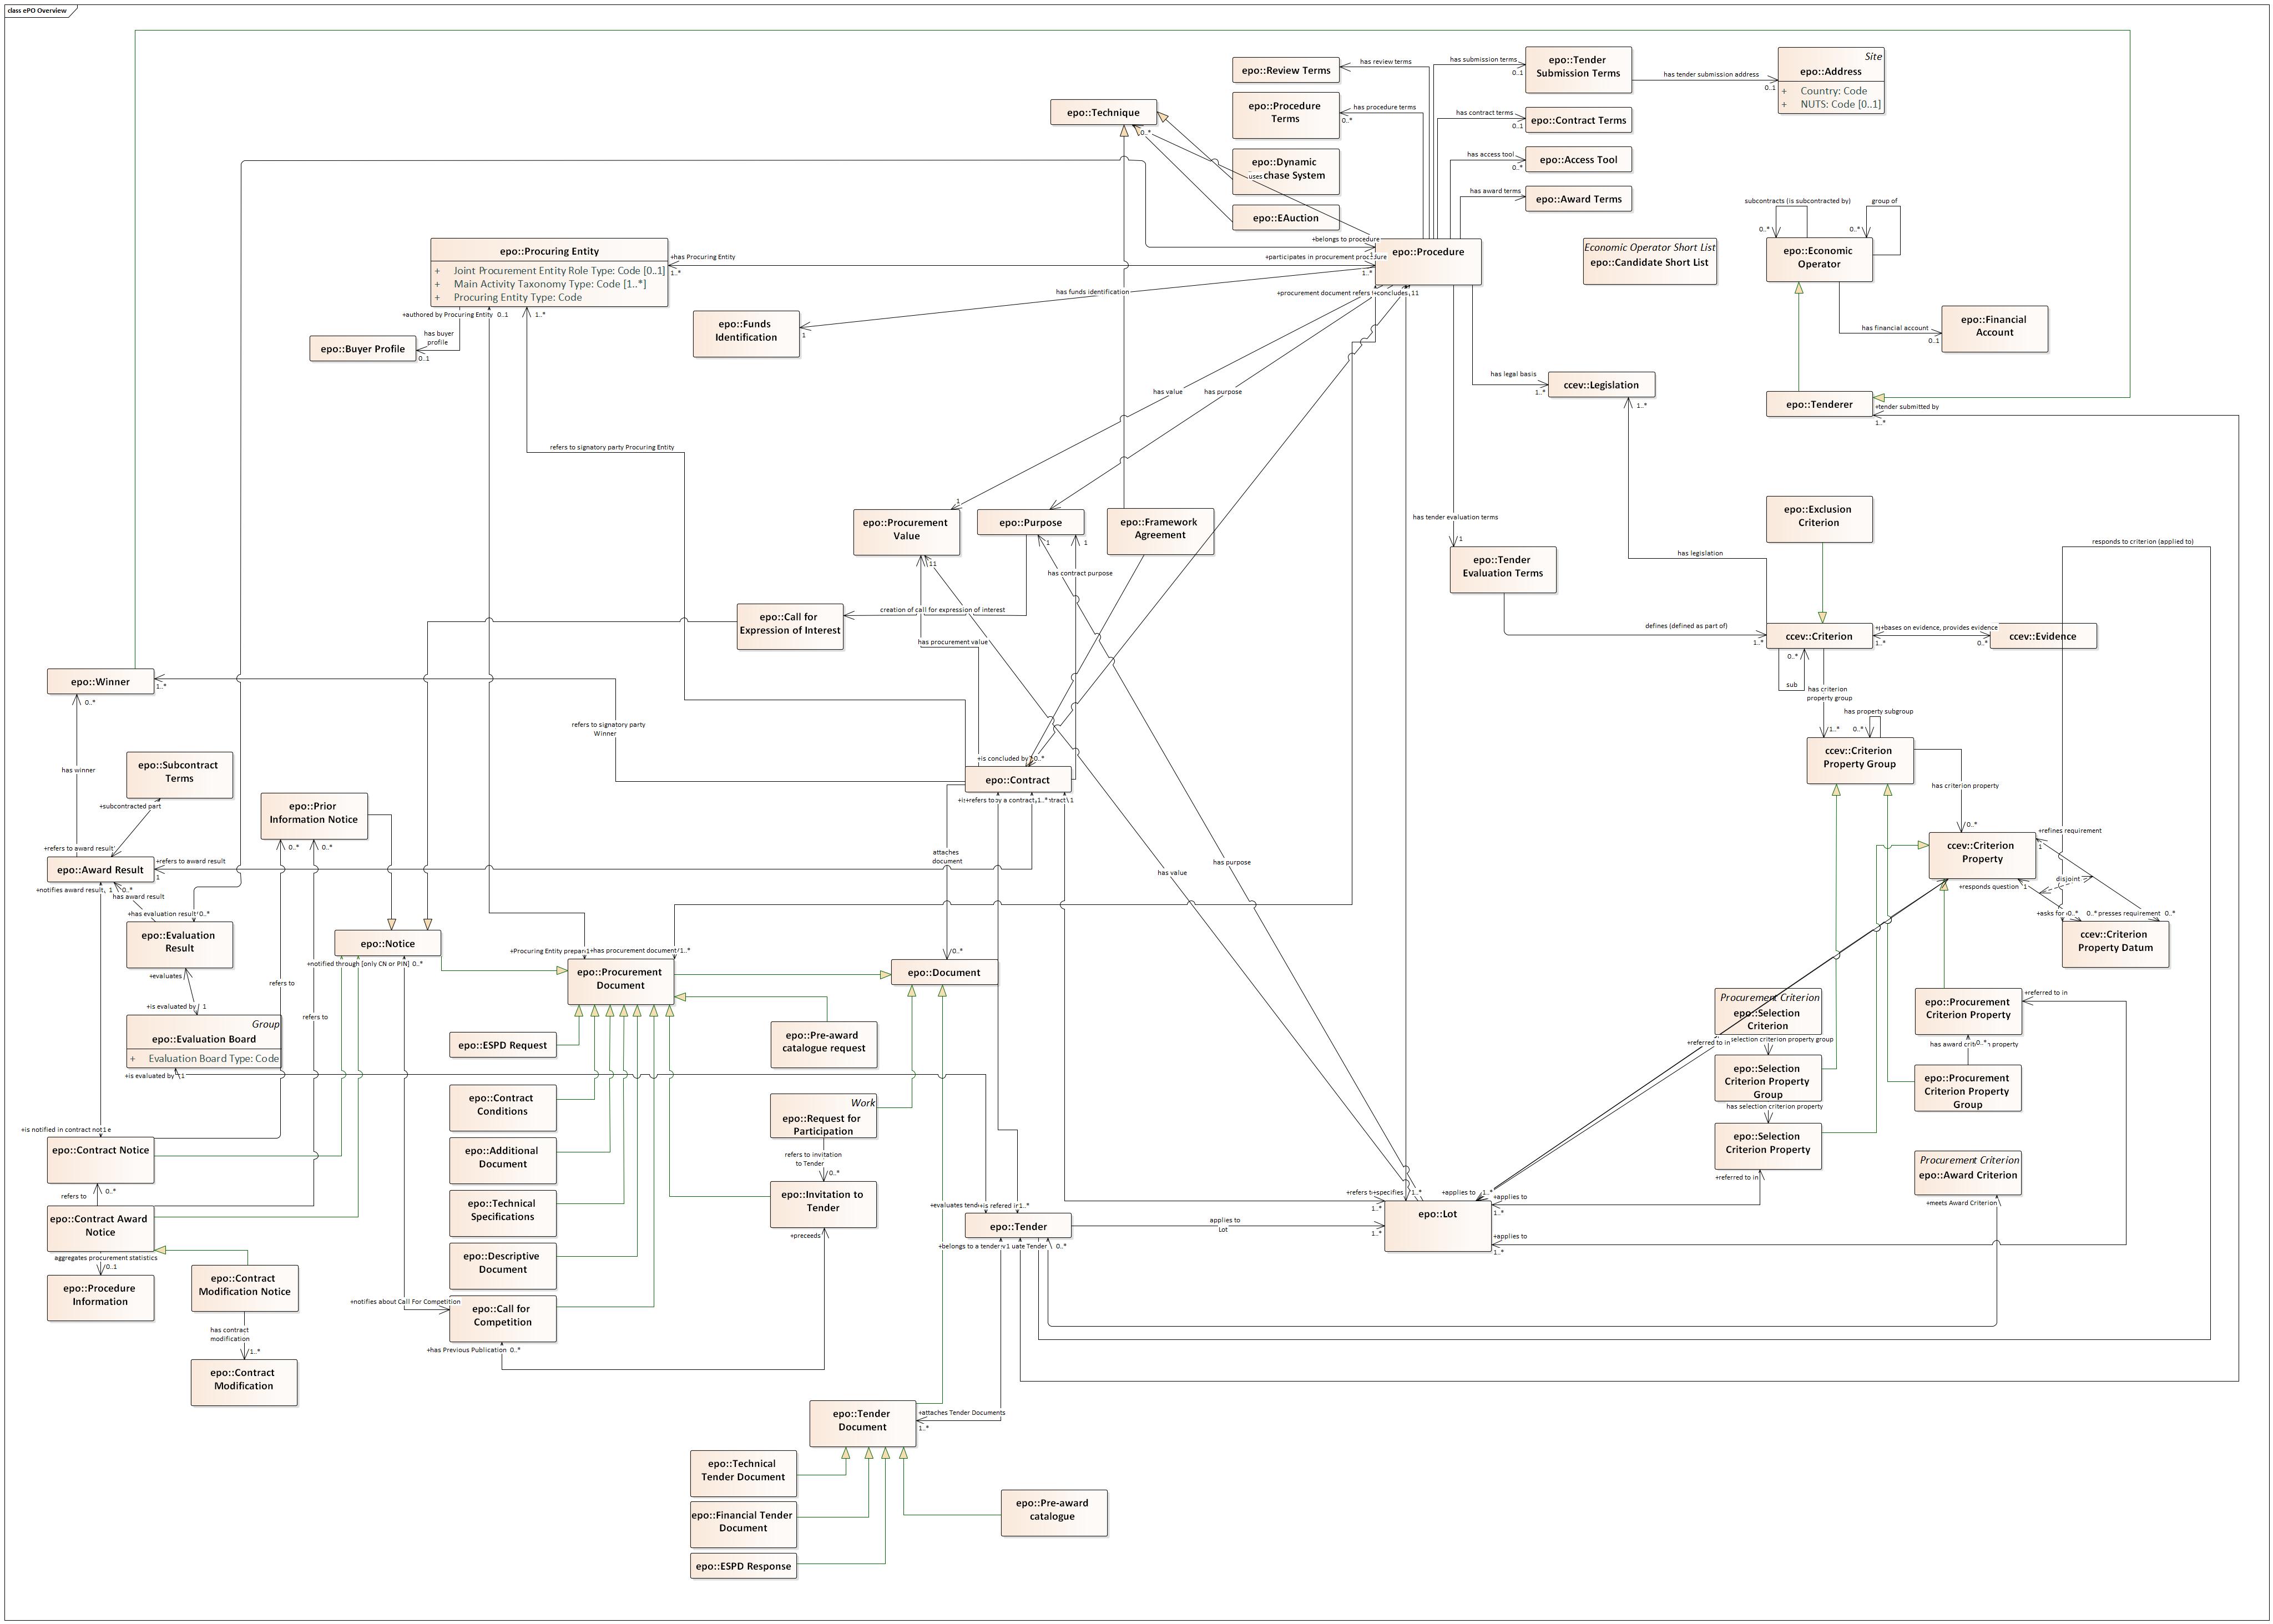 class ePO Overview
epo::Review Terms
has review terms
has submission terms
0..1
epo::Tender
Submission Terms
has tender submission address
0..1
Site
epo::Address
+ Country: Code
+ NUTS: Code [0..1]
epo::Technique
0..*
epo::Procedure
Terms
has procedure terms
0..*
has contract terms
0..1
epo::Contract Terms
epo::Dynamic
chase System
uses
has access tool
0..*
epo::Access Tool
epo::EAuction
has award terms
epo::Award Terms
subcontracts (is subcontracted by)
0..*
group of
0..*
epo::Economic
Operator
Economic Operator Short List
epo::Candidate Short List
epo::Procuring Entity
+ Joint Procurement Entity Role Type: Code [0..1]
+ Main Activity Taxonomy Type: Code [1..*]
+ Procuring Entity Type: Code
+has Procuring Entity
1..*
+belongs to procedure
+participates in procurement procedure
1..*
epo::Procedure
has funds identification
+procurement document refers
concludes
11
+authored by Procuring Entity 0..1
1..*
has buyer
profile
0..1
epo::Buyer Profile
epo::Funds
Identification
1
has financial account
0..1
epo::Financial
Account
has legal basis
1..*
ccev::Legislation
1..*
has value
has purpose
epo::Tenderer
+tender submitted by
1..*
refers to signatory party Procuring Entity
1
epo::Procurement
Value
11
epo::Purpose
1
1
epo::Framework
Agreement
has tender evaluation terms
1
epo::Tender
Evaluation Terms
epo::Exclusion
Criterion
responds to criterion (applied to)
has legislation
has contract purpose
epo::Call for
Expression of Interest
creation of call for expression of interest
has procurement value
defines (defined as part of)
1..*
ccev::Criterion
+bases on evidence, provides evidence
1..*
0..*
ccev::Evidence
0..*
sub
has criterion
property group
has property subgroup
1..*
0..*
ccev::Criterion
Property Group
has criterion property
0..*
epo::Winner
1..*
0..*
has winner
refers to signatory party
Winner
epo::Subcontract
Terms
+subcontracted part
+is concluded by
0..*
epo::Contract
epo::Prior
Information Notice
0..*
0..*
+refers to award result
epo::Award Result
+refers to award result
1
+notifies award result, 1
0..*
has award result
+has evaluation result
0..*
epo::Evaluation
Result
+evaluates
+is evaluated by
1
Group
epo::Evaluation Board
+ Evaluation Board Type: Code
+is evaluated by
1
attaches
document
0..*
has value
has purpose
ccev::Criterion
Property
+refines requirement
1
+responds question
1
disjoint
+asks for
0..*
0..*
presses requirement 0..*
ccev::Criterion
Property Datum
epo::Notice
+notified through [only CN or PIN] 0..*
refers to
refers to
+Procuring Entity prepar
+has procurement document
1..*
epo::Procurement
Document
epo::Document
epo::ESPD Request
epo::Pre-award
catalogue request
epo::Contract
Conditions
Work
epo::Request for
Participation
epo::Additional
Document
refers to invitation
to Tender
0..*
epo::Technical
Specifications
epo::Invitation to
Tender
+preceeds
epo::Descriptive
Document
+notifies about Call For Competition
epo::Call for
Competition
+has Previous Publication 0..*
Procurement Criterion
epo::Selection
Criterion
+referred to in
selection criterion property group
epo::Selection
Criterion Property
Group
has selection criterion property
epo::Selection
Criterion Property
+referred to in
epo::Procurement
Criterion Property
+referred to in
0..*
epo::Procurement
Criterion Property
Group
Procurement Criterion
epo::Award Criterion
+meets Award Criterion
+is notified in contract not
epo::Contract Notice
refers to
0..*
epo::Contract Award
Notice
aggregates procurement statistics
0..1
epo::Procedure
Information
epo::Contract
Modification Notice
has contract
modification
1..*
epo::Contract
Modification
+evaluates tend
+is refered in
1..*
epo::Tender
+belongs to a tender
uate Tender
0..*
applies to
Lot
+specifies
1..*
+applies to
1..*
1..*
1..*
epo::Lot
+applies to
1..*
+applies to
1..*
epo::Tender
Document
+attaches Tender Documents
1..*
epo::Technical
Tender Document
epo::Financial Tender
Document
epo::ESPD Response
epo::Pre-award
catalogue